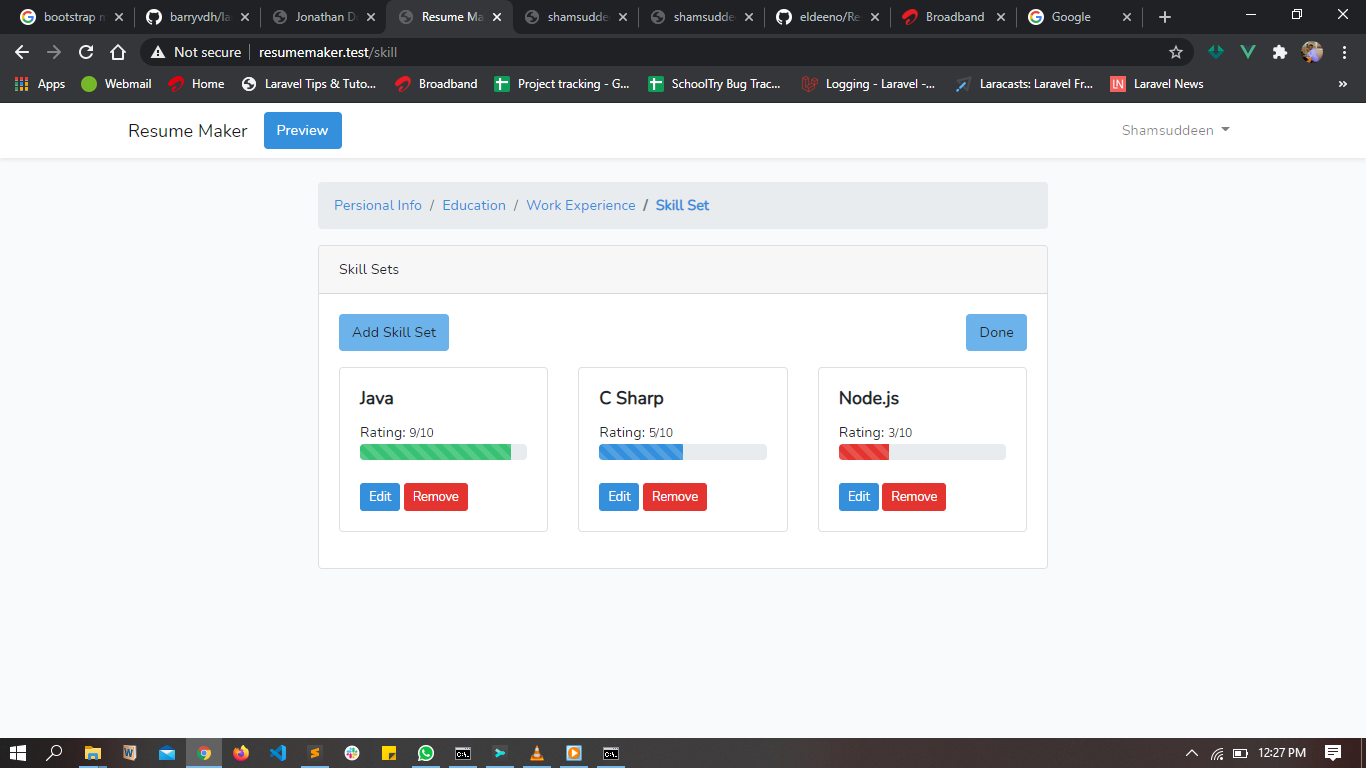 bootstrap n
barryvdh/la
Jonathan D
Resume Ma
shamsudde
shamsudde
eldeeno/Re
Broadband
Google
Not secure
resumemaker.test/skill
Apps
Webmail
Home
Laravel Tips & Tuto...
Broadband
Project tracking - G...
SchoolTry Bug Trac...
Logging - Laravel -...
Laracasts: Laravel Fr...
LN
Laravel News
»
Resume Maker
Preview
Shamsuddeen
Persional Info / Education / Work Experience / Skill Set
Skill Sets
Add Skill Set
Done
Java
Rating: 9/10
Edit
Remove
C Sharp
Rating: 5/10
Edit
Remove
Node.js
Rating: 3/10
Edit
Remove
12:27 PM